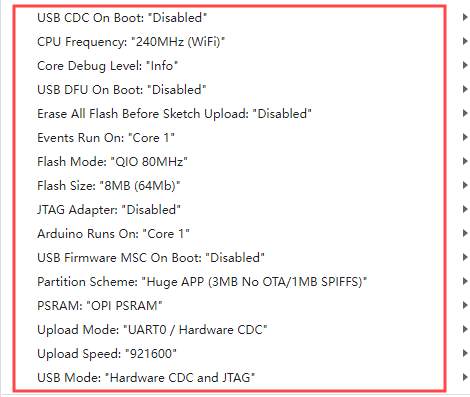 USB CDC On Boot: "Disabled"
CPU Frequency: "240MHz (WiFi)"
Core Debug Level: "Info"
USB DFU On Boot: "Disabled"
Erase All Flash Before Sketch Upload: "Disabled"
Events Run On: "Core 1"
Flash Mode: "QIO 80MHz"
Flash Size: "8MB (64Mb)"
JTAG Adapter: "Disabled"
Arduino Runs On: "Core 1"
USB Firmware MSC On Boot: "Disabled"
Partition Scheme: "Huge APP (3MB No OTA/1MB SPIFFS)"
PSRAM: "OPI PSRAM"
Upload Mode: "UART0 / Hardware CDC"
Upload Speed: "921600"
USB Mode: "Hardware CDC and JTAG"